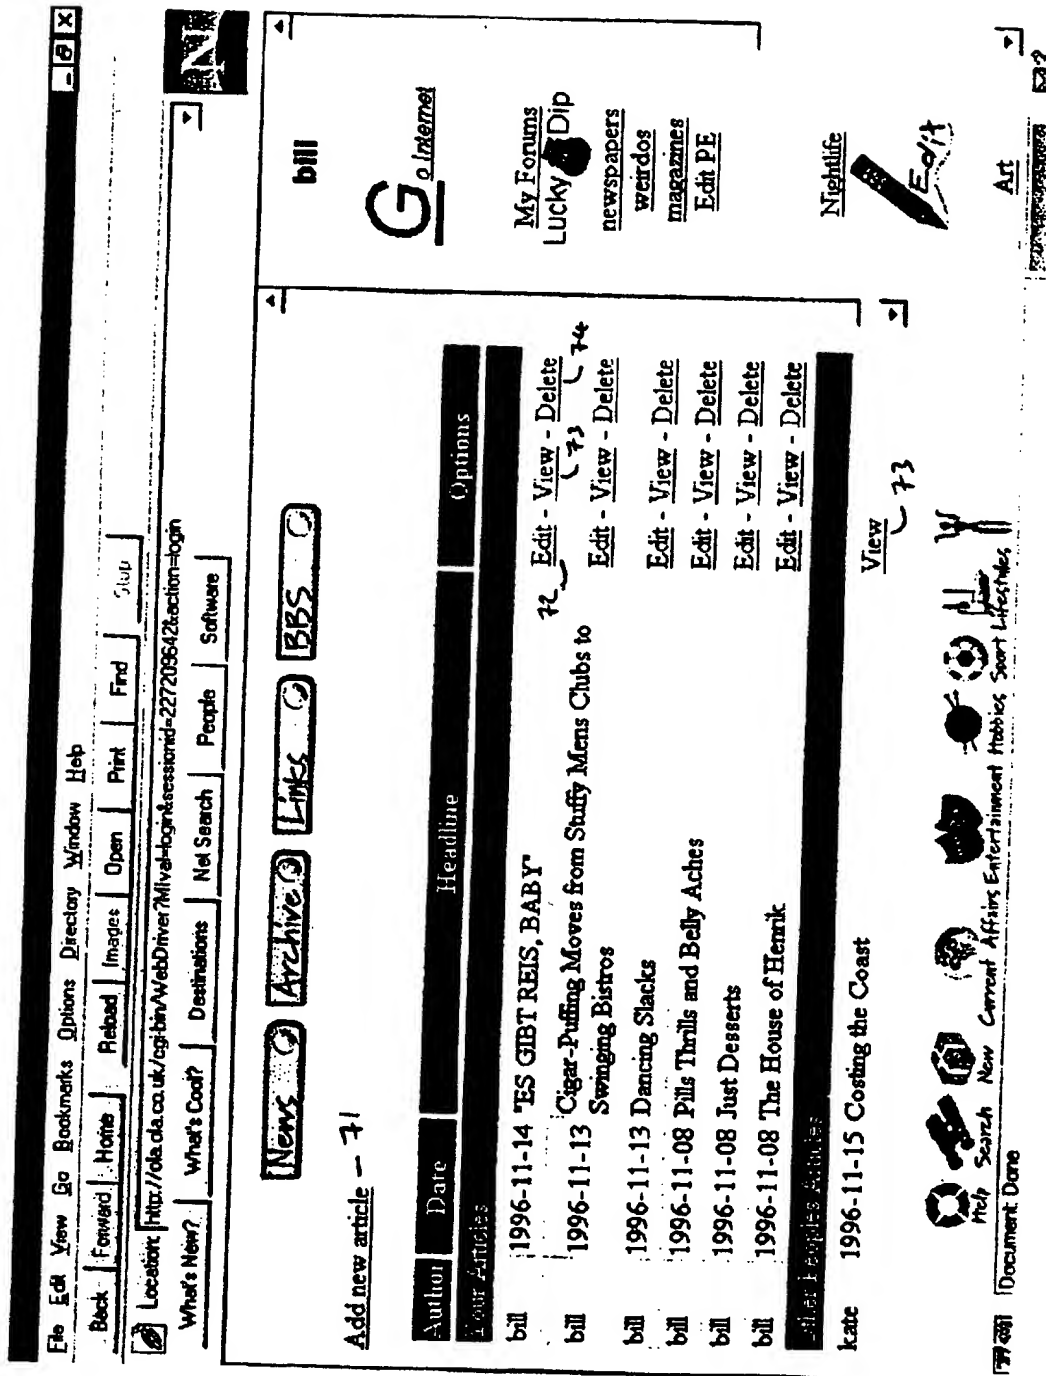 File Edit View Go Bookmarks Options Directory Window Help
Back Forward Home Reload Images Open Print Find Stop
Location: http://ola.ola.co.uk/cgi-bin/WebDriver?MIval=login&sessionid=227209642&action=login
What's New? What's Cool? Destinations Net Search People Software
N
News Archive Links BBS
Add new article — 71
Author Date Headline Options
Your Articles
bill 1996-11-14 "ES GIBT REIS, BABY" 72 Edit - View - Delete
73 74
bill 1996-11-13 Cigar-Puffing Moves from Stuffy Mens Clubs to Edit - View - Delete
Swinging Bistros
bill 1996-11-13 Dancing Slacks Edit - View - Delete
bill 1996-11-08 Pills Thrills and Belly Aches Edit - View - Delete
bill 1996-11-08 Just Desserts Edit - View - Delete
bill 1996-11-08 The House of Henrik Edit - View - Delete
Other Peoples Articles
kate 1996-11-15 Costing the Coast View
73
bill
Go Internet
My Forums
Lucky Dip
newspapers
weirdos
magazines
Edit PE
Nightlife
Edit
Art
Help Search New Current Affairs Entertainment Hobbies Sport Lifestyles
Document Done